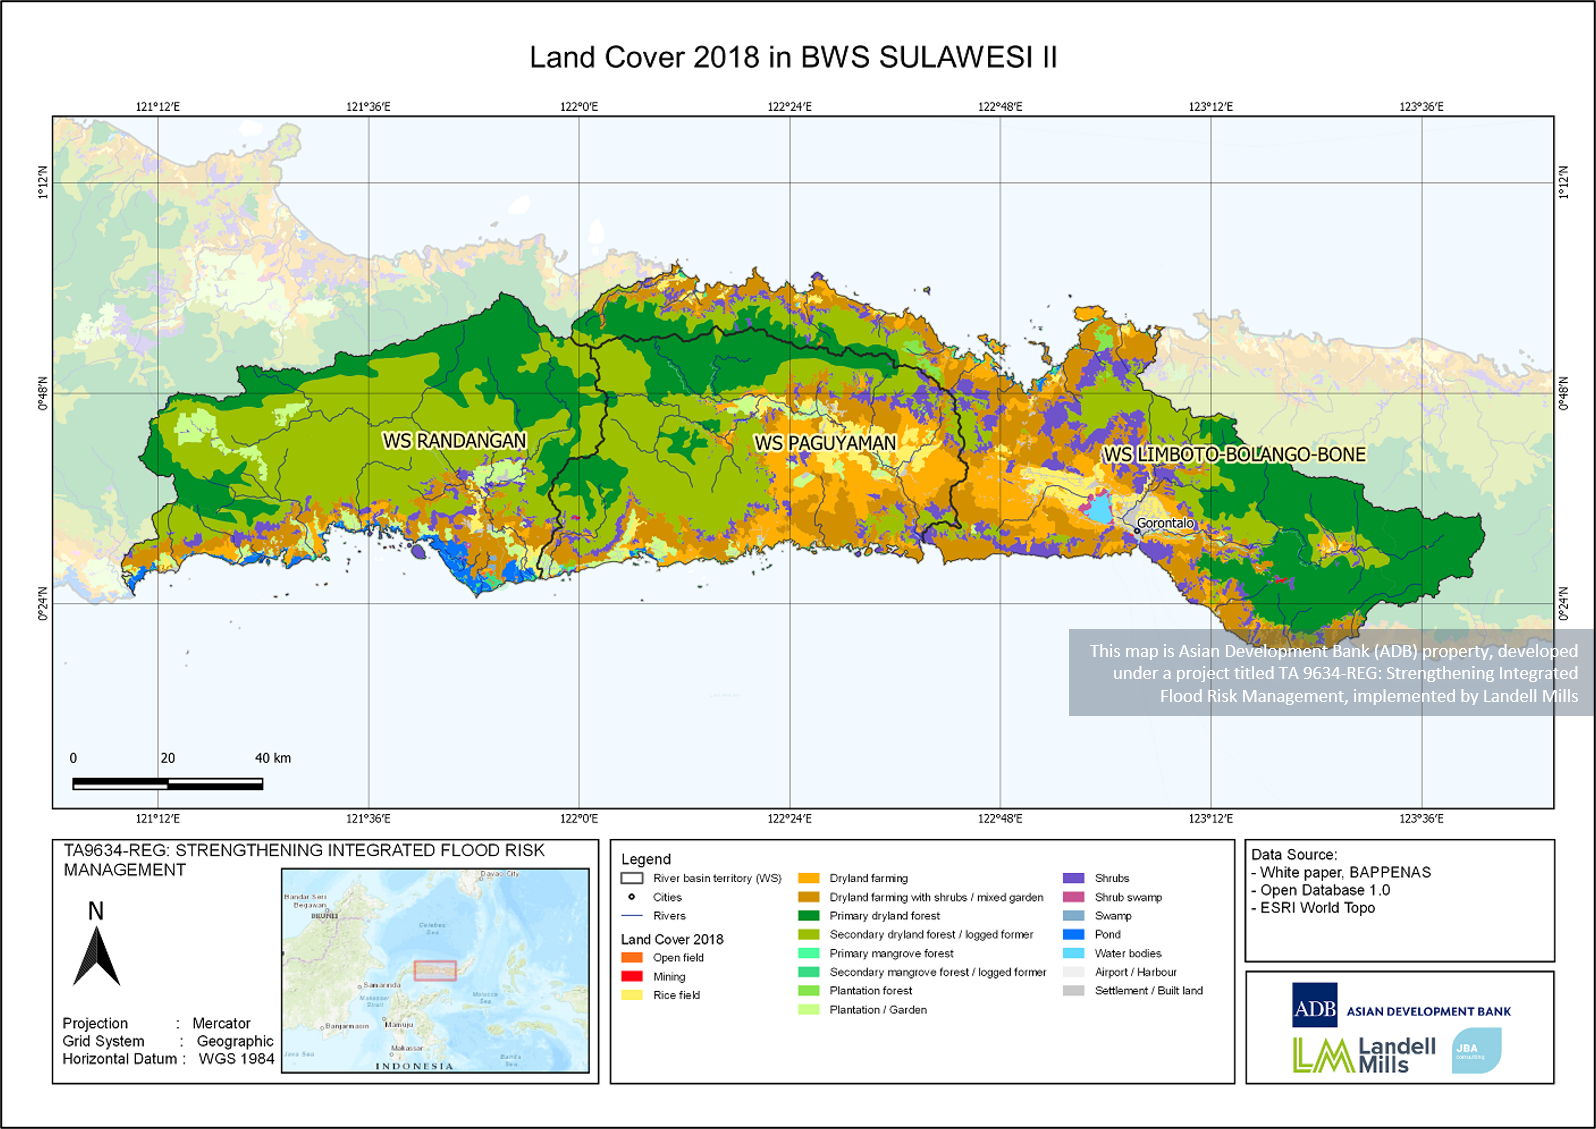 Land Cover 2018 in BWS SULAWESI II
121°12'E 121°36'E 122°0'E 122°24'E 122°48'E 123°12'E 123°36'E
1°12'N 1°12'N
0°48'N 0°48'N
WS RANDANGAN
WS PAGUYAMAN
WS LIMBOTO-BOLANGO-BONE
Gorontalo
0°24'N 0°24'N
This map is Asian Development Bank (ADB) property, developed
under a project titled TA 9634-REG: Strengthening Integrated
Flood Risk Management, implemented by Landell Mills
0 20 40 km
121°12'E 121°36'E 122°0'E 122°24'E 122°48'E 123°12'E 123°36'E
TA9634-REG: STRENGTHENING INTEGRATED FLOOD RISK
MANAGEMENT
N
Projection : Mercator
Grid System : Geographic
Horizontal Datum : WGS 1984
Davao City
Bandar Seri
Begawan
BRUNEI
Celebes
Sea
Samarinda
Makassar
Strait
Molucca
Sea
Banjarmasin
Mamuju
Makassar
Java Sea
Banda
Sea
INDONESIA
Legend
River basin territory (WS)
Cities
Rivers
Land Cover 2018
Open field
Mining
Rice field
Dryland farming
Dryland farming with shrubs / mixed garden
Primary dryland forest
Secondary dryland forest / logged former
Primary mangrove forest
Secondary mangrove forest / logged former
Plantation forest
Plantation / Garden
Shrubs
Shrub swamp
Swamp
Pond
Water bodies
Airport / Harbour
Settlement / Built land
Data Source:
- White paper, BAPPENAS
- Open Database 1.0
- ESRI World Topo
ADB ASIAN DEVELOPMENT BANK
LM Landell
Mills
JBA
consulting